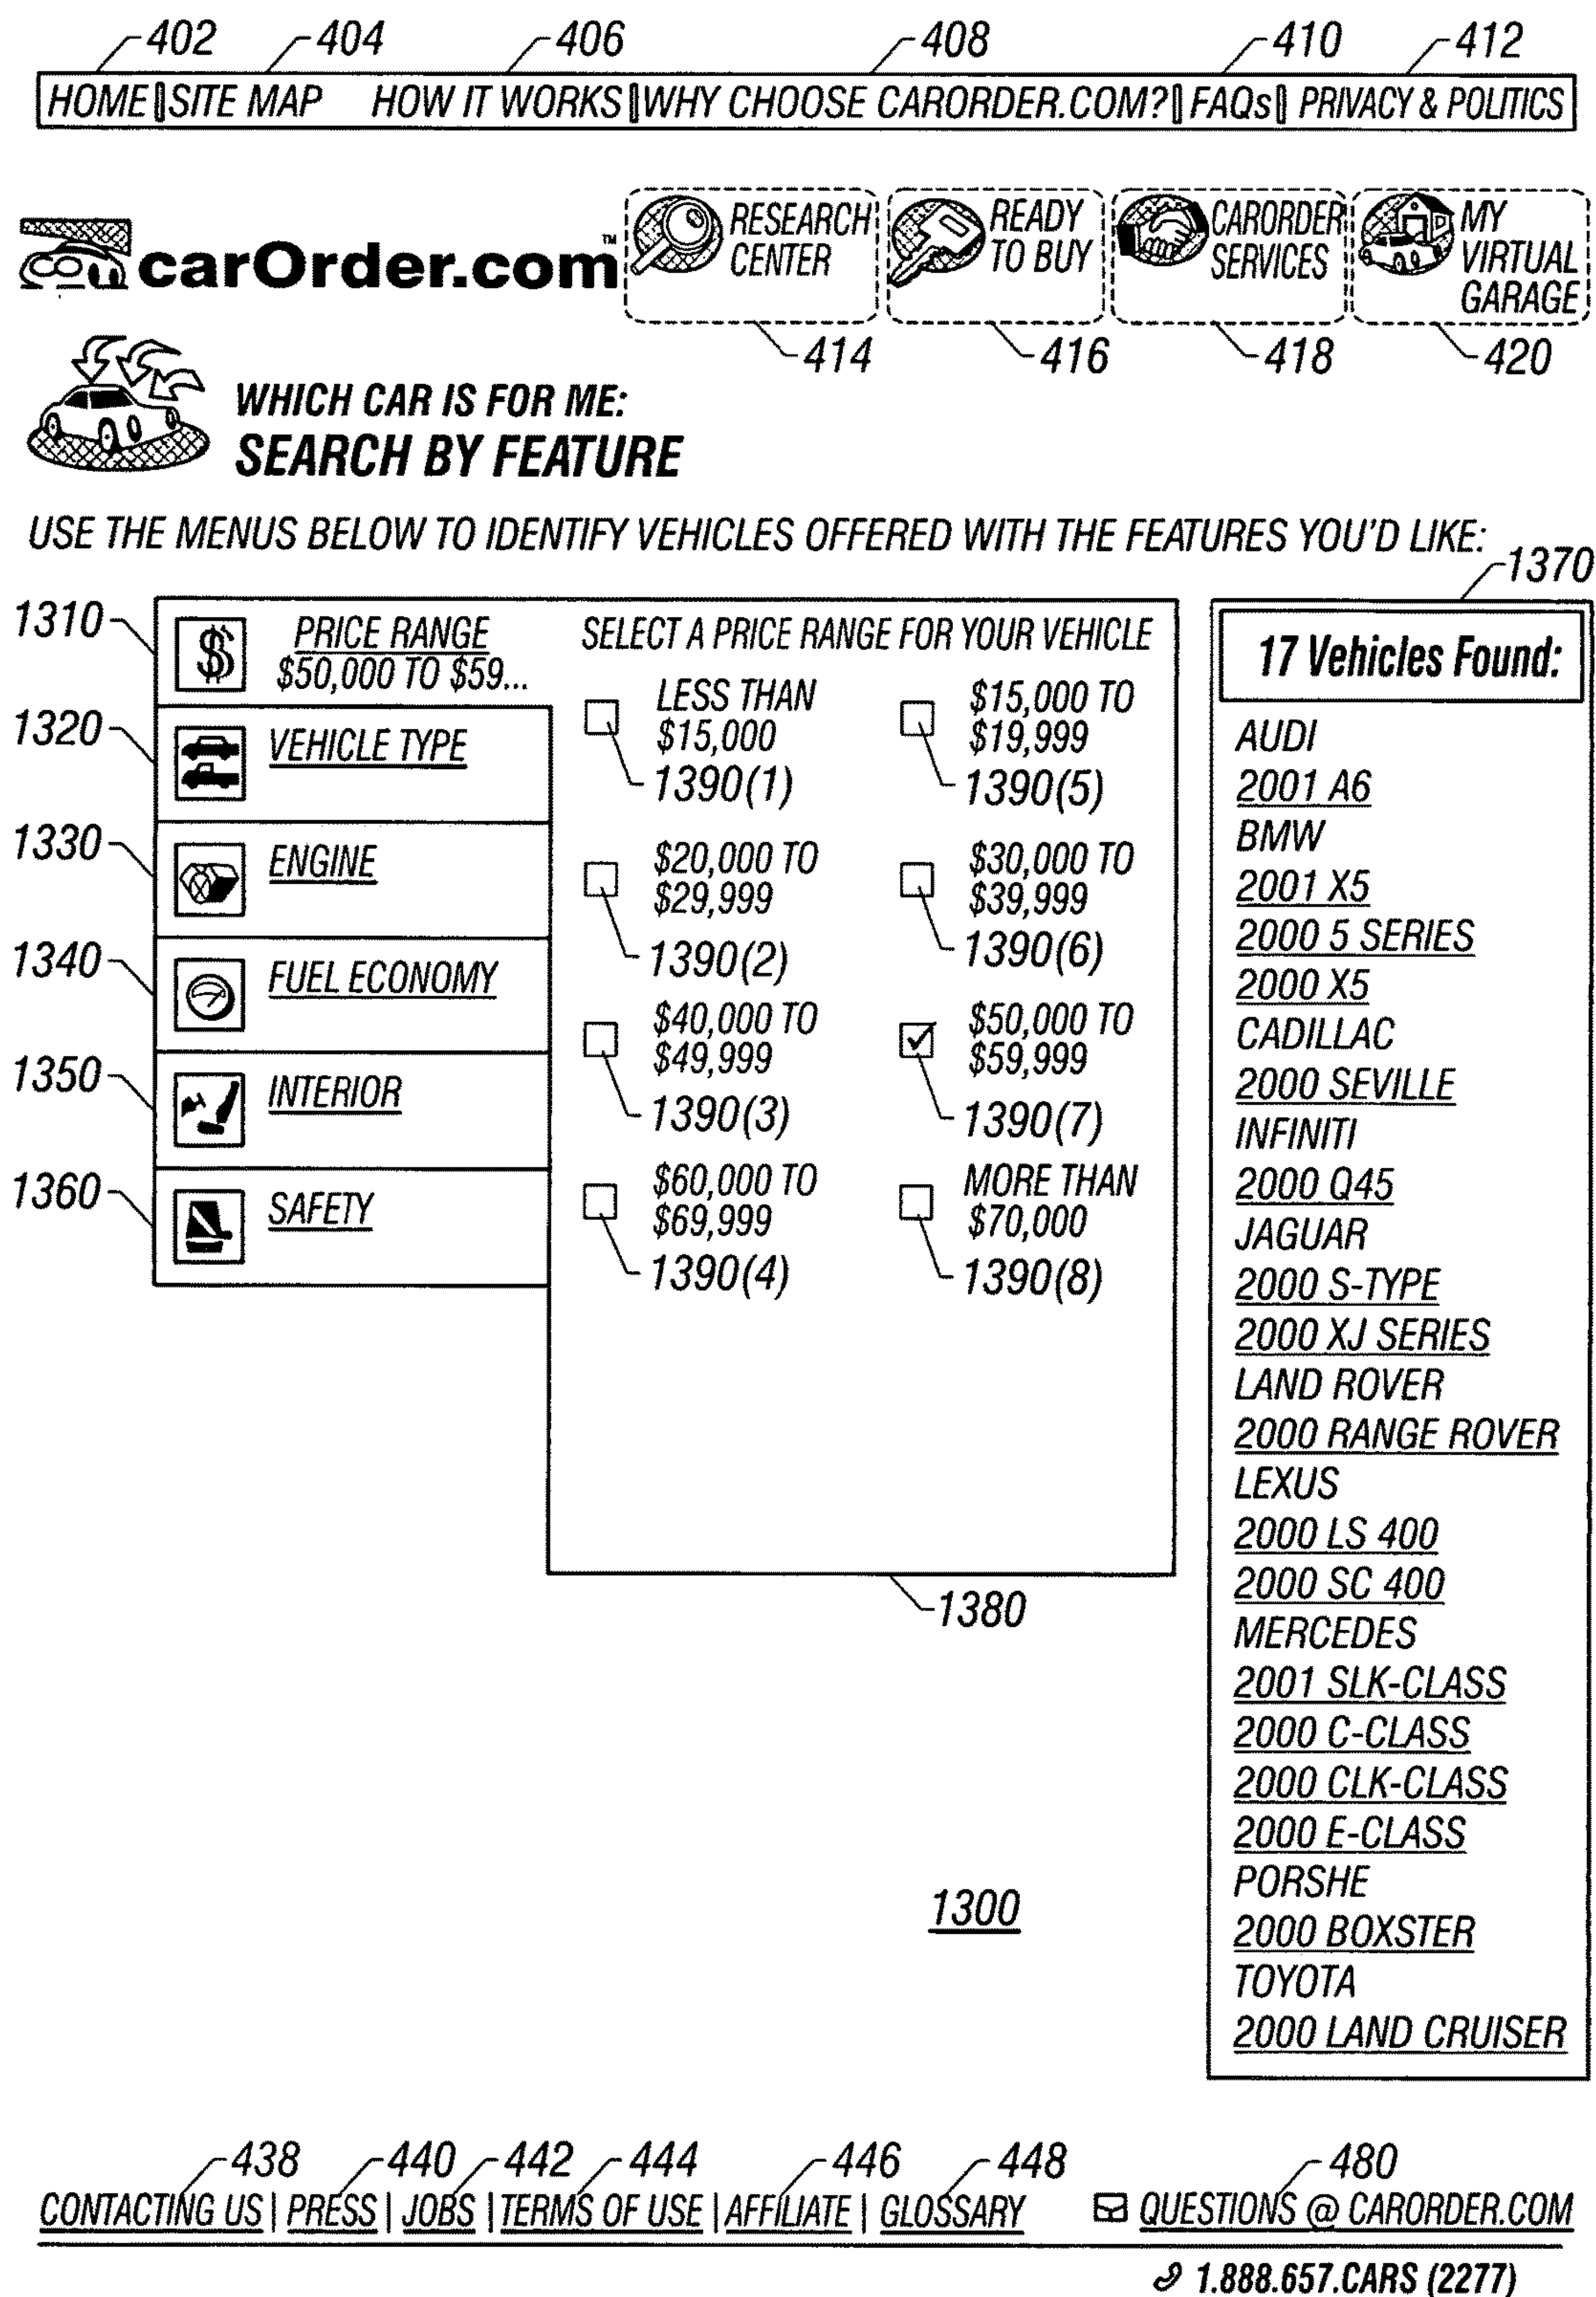 402 404 406 408 410 412
HOME SITE MAP HOW IT WORKS WHY CHOOSE CARORDER.COM? FAQs PRIVACY & POLITICS
carOrder.com™
RESEARCH
CENTER
414
READY
TO BUY
416
CARORDER
SERVICES
418
MY
VIRTUAL
GARAGE
420
WHICH CAR IS FOR ME:
SEARCH BY FEATURE
USE THE MENUS BELOW TO IDENTIFY VEHICLES OFFERED WITH THE FEATURES YOU'D LIKE:
1310
$ PRICE RANGE
$50,000 TO $59...
1320
VEHICLE TYPE
1330
ENGINE
1340
FUEL ECONOMY
1350
INTERIOR
1360
SAFETY
SELECT A PRICE RANGE FOR YOUR VEHICLE
LESS THAN
$15,000
1390(1)
$15,000 TO
$19,999
1390(5)
$20,000 TO
$29,999
1390(2)
$30,000 TO
$39,999
1390(6)
$40,000 TO
$49,999
1390(3)
$50,000 TO
$59,999
1390(7)
$60,000 TO
$69,999
1390(4)
MORE THAN
$70,000
1390(8)
1380
1370
17 Vehicles Found:
AUDI
2001 A6
BMW
2001 X5
2000 5 SERIES
2000 X5
CADILLAC
2000 SEVILLE
INFINITI
2000 Q45
JAGUAR
2000 S-TYPE
2000 XJ SERIES
LAND ROVER
2000 RANGE ROVER
LEXUS
2000 LS 400
2000 SC 400
MERCEDES
2001 SLK-CLASS
2000 C-CLASS
2000 CLK-CLASS
2000 E-CLASS
PORSHE
2000 BOXSTER
TOYOTA
2000 LAND CRUISER
1300
438 440 442 444 446 448 480
CONTACTING US | PRESS | JOBS | TERMS OF USE | AFFILIATE | GLOSSARY QUESTIONS @ CARORDER.COM
1.888.657.CARS (2277)